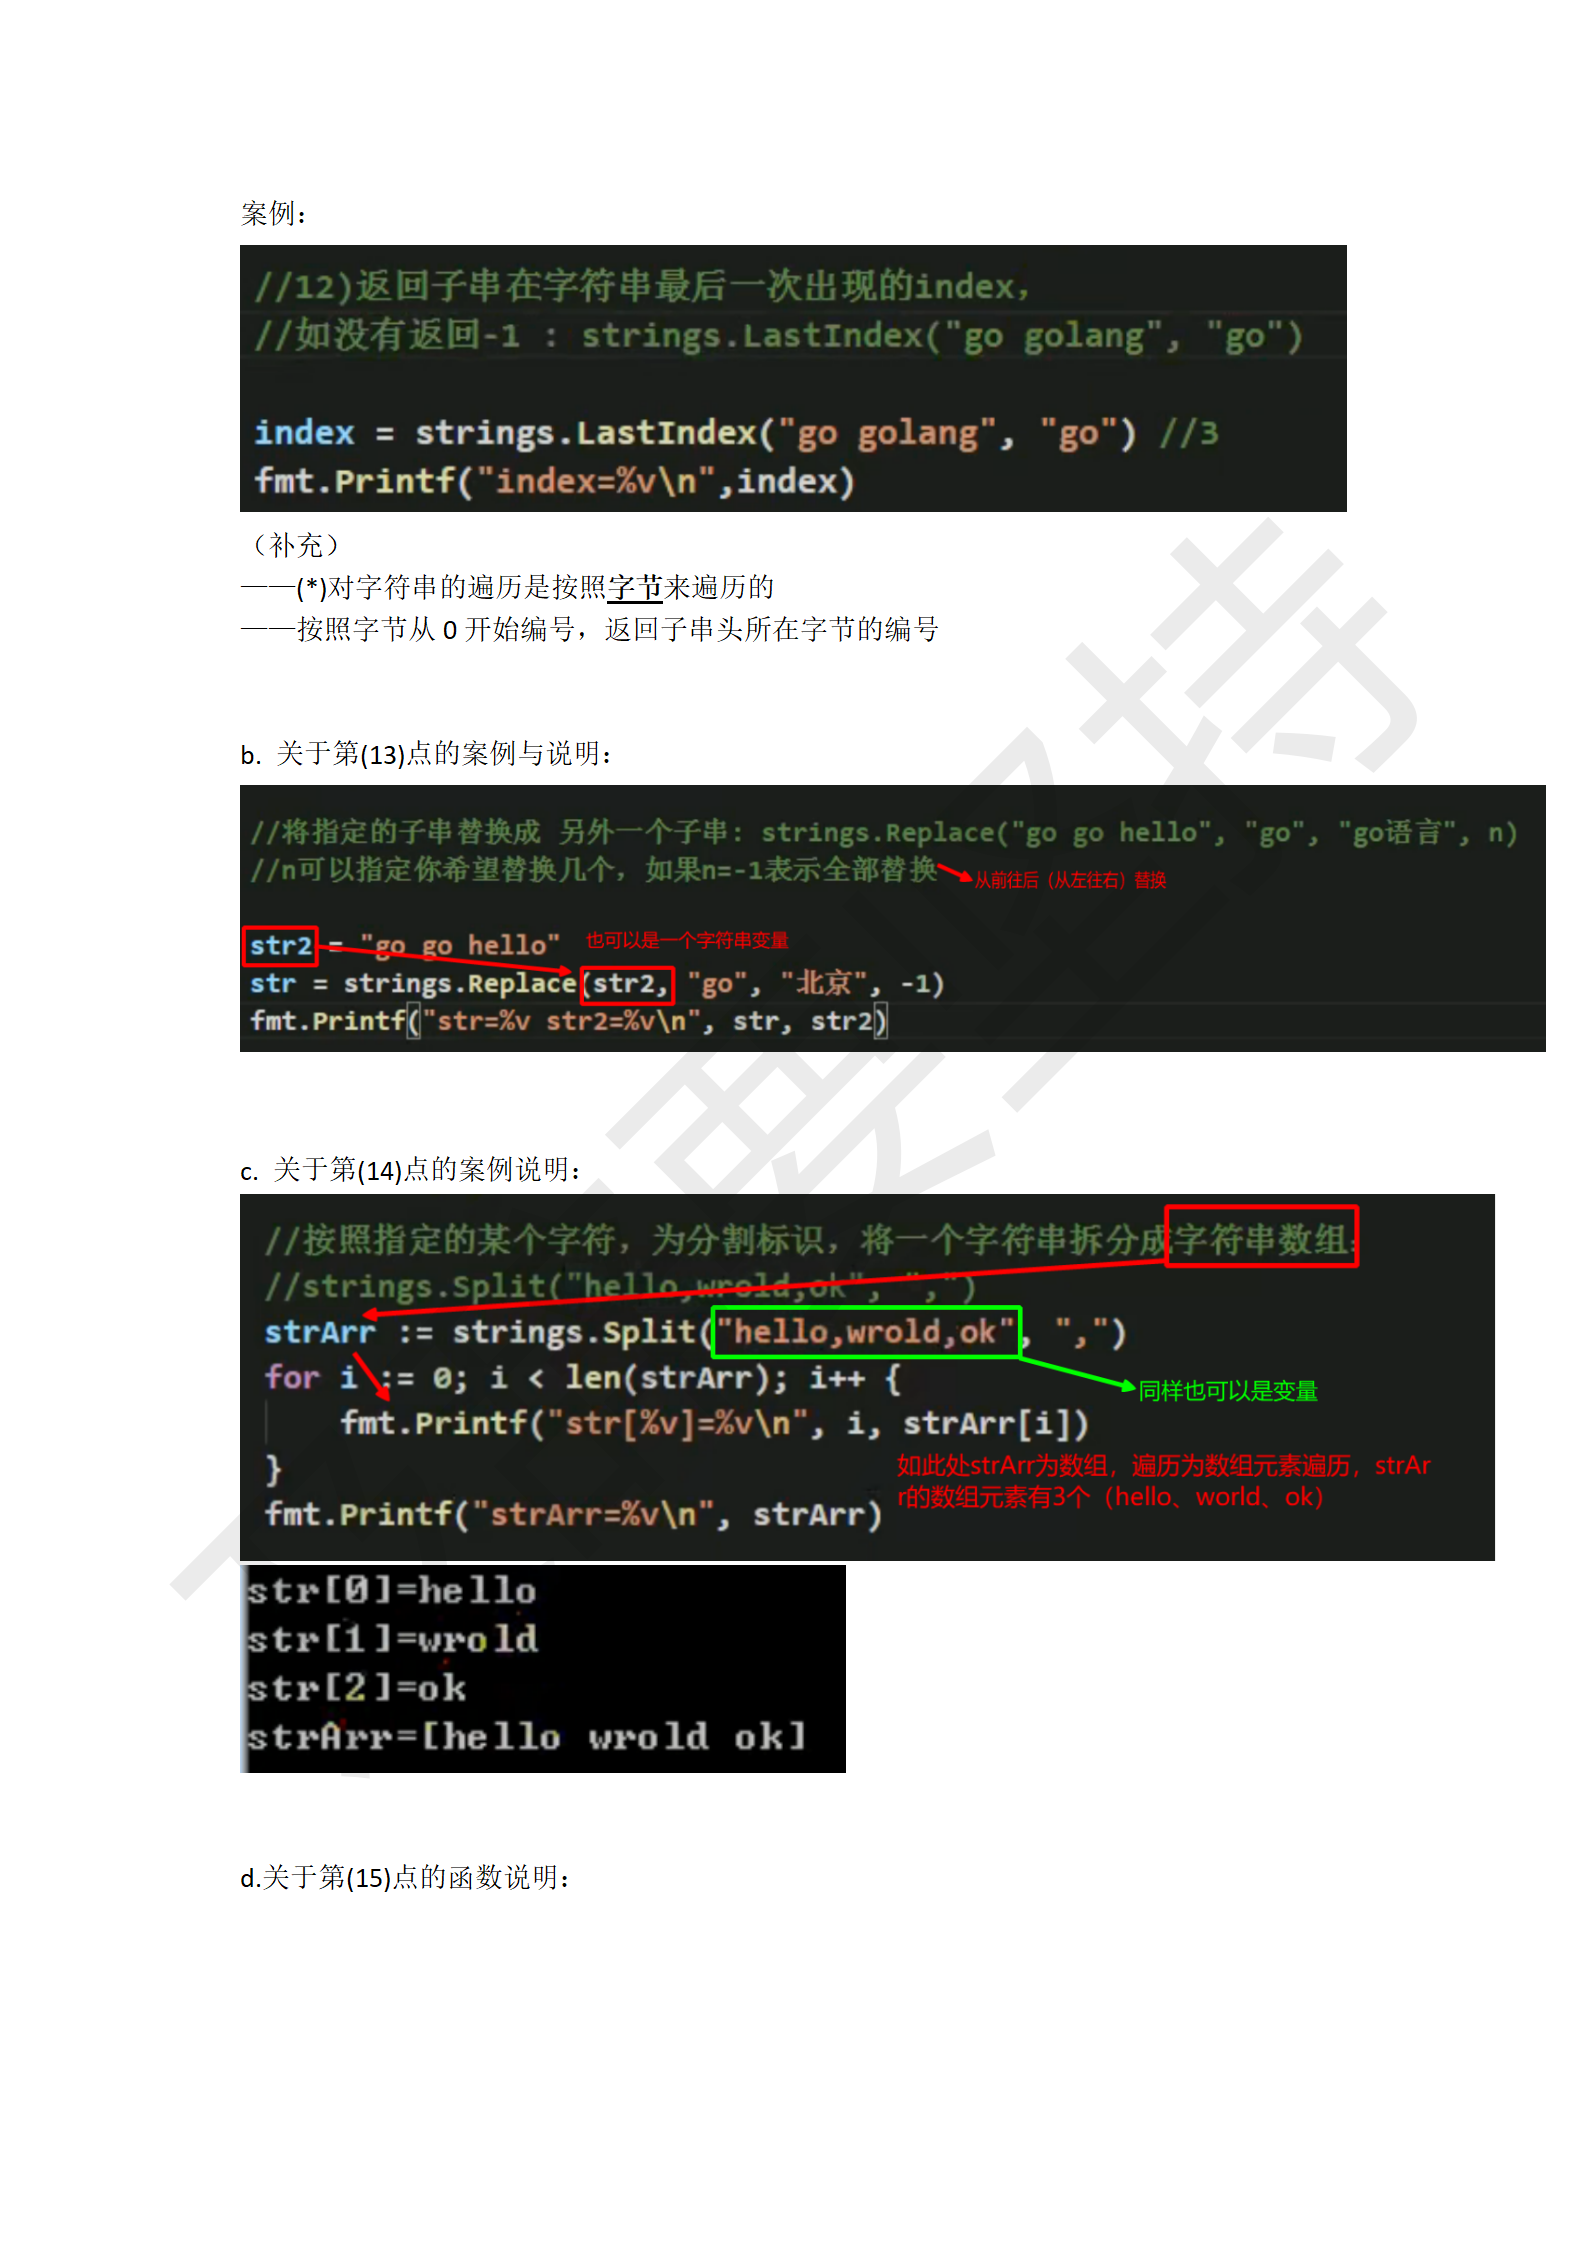 案例：
//12)返回子串在字符串最后一次出现的index，
//如没有返回-1 : strings.LastIndex("go golang", "go")
index = strings.LastIndex("go golang", "go") //3
fmt.Printf("index=%v\n",index)
（补充）
——(*)对字符串的遍历是按照字节来遍历的
——按照字节从 0 开始编号，返回子串头所在字节的编号
b. 关于第(13)点的案例与说明：
//将指定的子串替换成 另外一个子串: strings.Replace("go go hello", "go", "go语言", n)
//n可以指定你希望替换几个，如果n=-1表示全部替换
从前往后（从左往右）替换
str2 = "go go hello"
也可以是一个字符串变量
str = strings.Replace(str2, "go", "北京", -1)
fmt.Printf("str=%v str2=%v\n", str, str2)
c. 关于第(14)点的案例说明：
//按照指定的某个字符，为分割标识，将一个字符串拆分成字符串数组:
//strings.Split("hello,wrold,ok", ",")
strArr := strings.Split("hello,wrold,ok", ",")
for i := 0; i < len(strArr); i++ {
同样也可以是变量
fmt.Printf("str[%v]=%v\n", i, strArr[i])
}
如此处strArr为数组，遍历为数组元素遍历，strAr
r的数组元素有3个（hello、world、ok）
fmt.Printf("strArr=%v\n", strArr)
str[0]=hello
str[1]=wrold
str[2]=ok
strArr=[hello wrold ok]
d.关于第(15)点的函数说明：